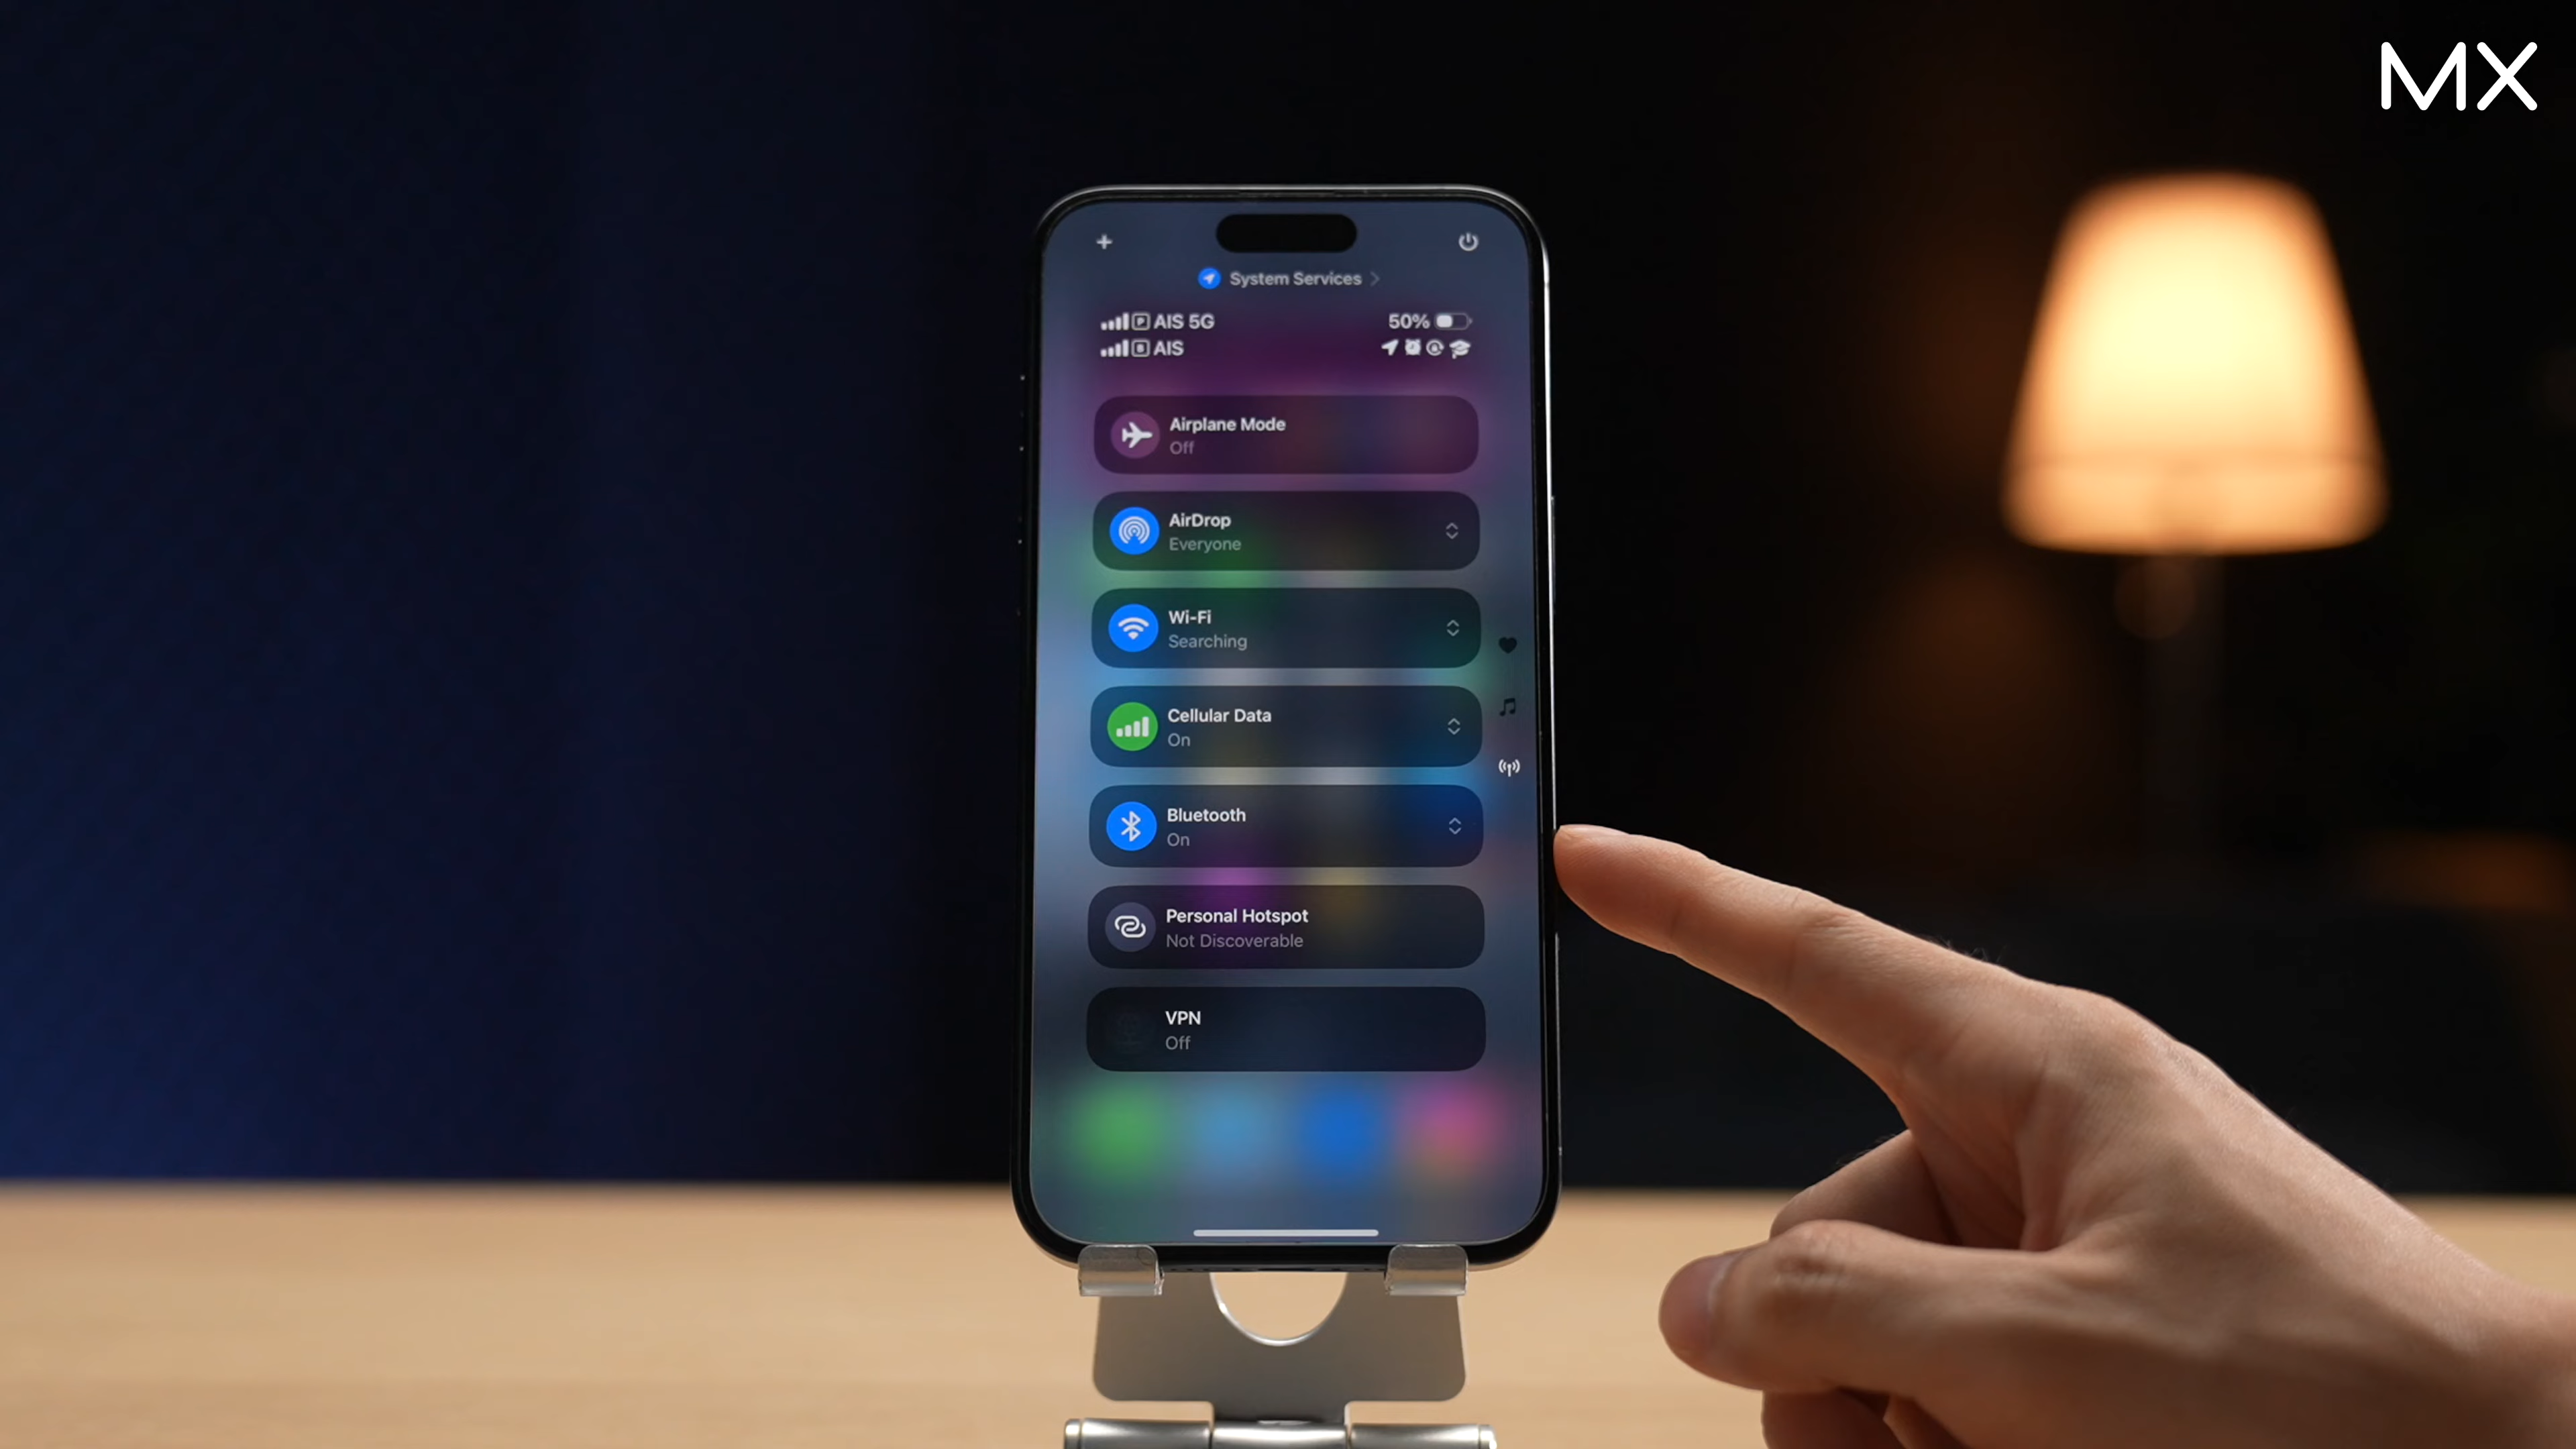 MX
System Services
P AIS 5G
50%
B AIS
Airplane Mode
Off
AirDrop
Everyone
Wi-Fi
Searching
Cellular Data
On
Bluetooth
On
Personal Hotspot
Not Discoverable
VPN
Off